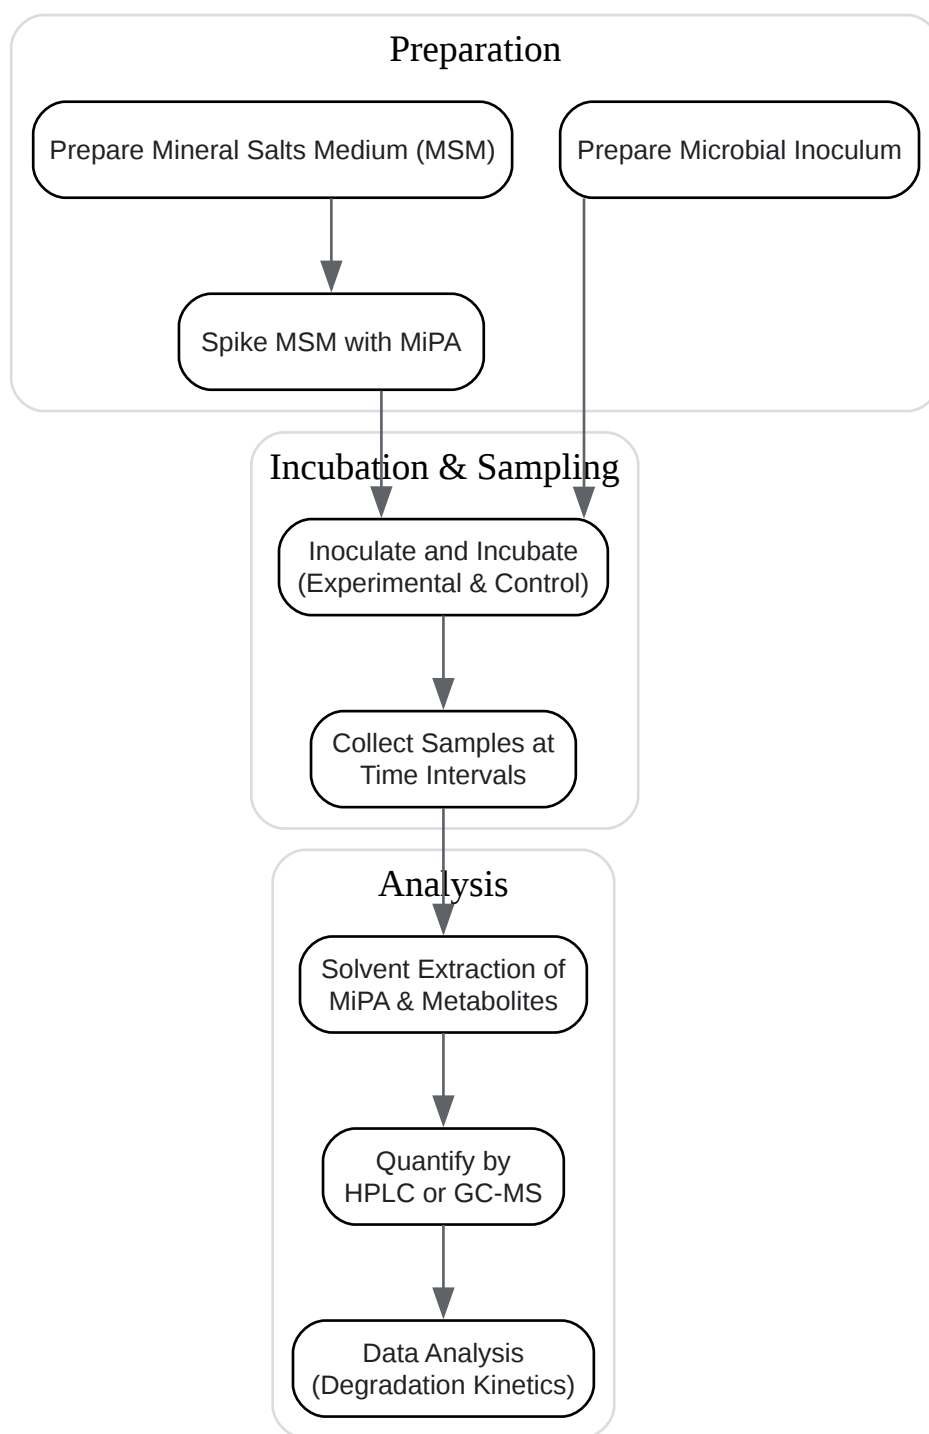 Preparation
Prepare Mineral Salts Medium (MSM)
Prepare Microbial Inoculum
Spike MSM with MiPA
Incubation & Sampling
Inoculate and Incubate
(Experimental & Control)
Collect Samples at
Time Intervals
Analysis
Solvent Extraction of
MiPA & Metabolites
Quantify by
HPLC or GC-MS
Data Analysis
(Degradation Kinetics)